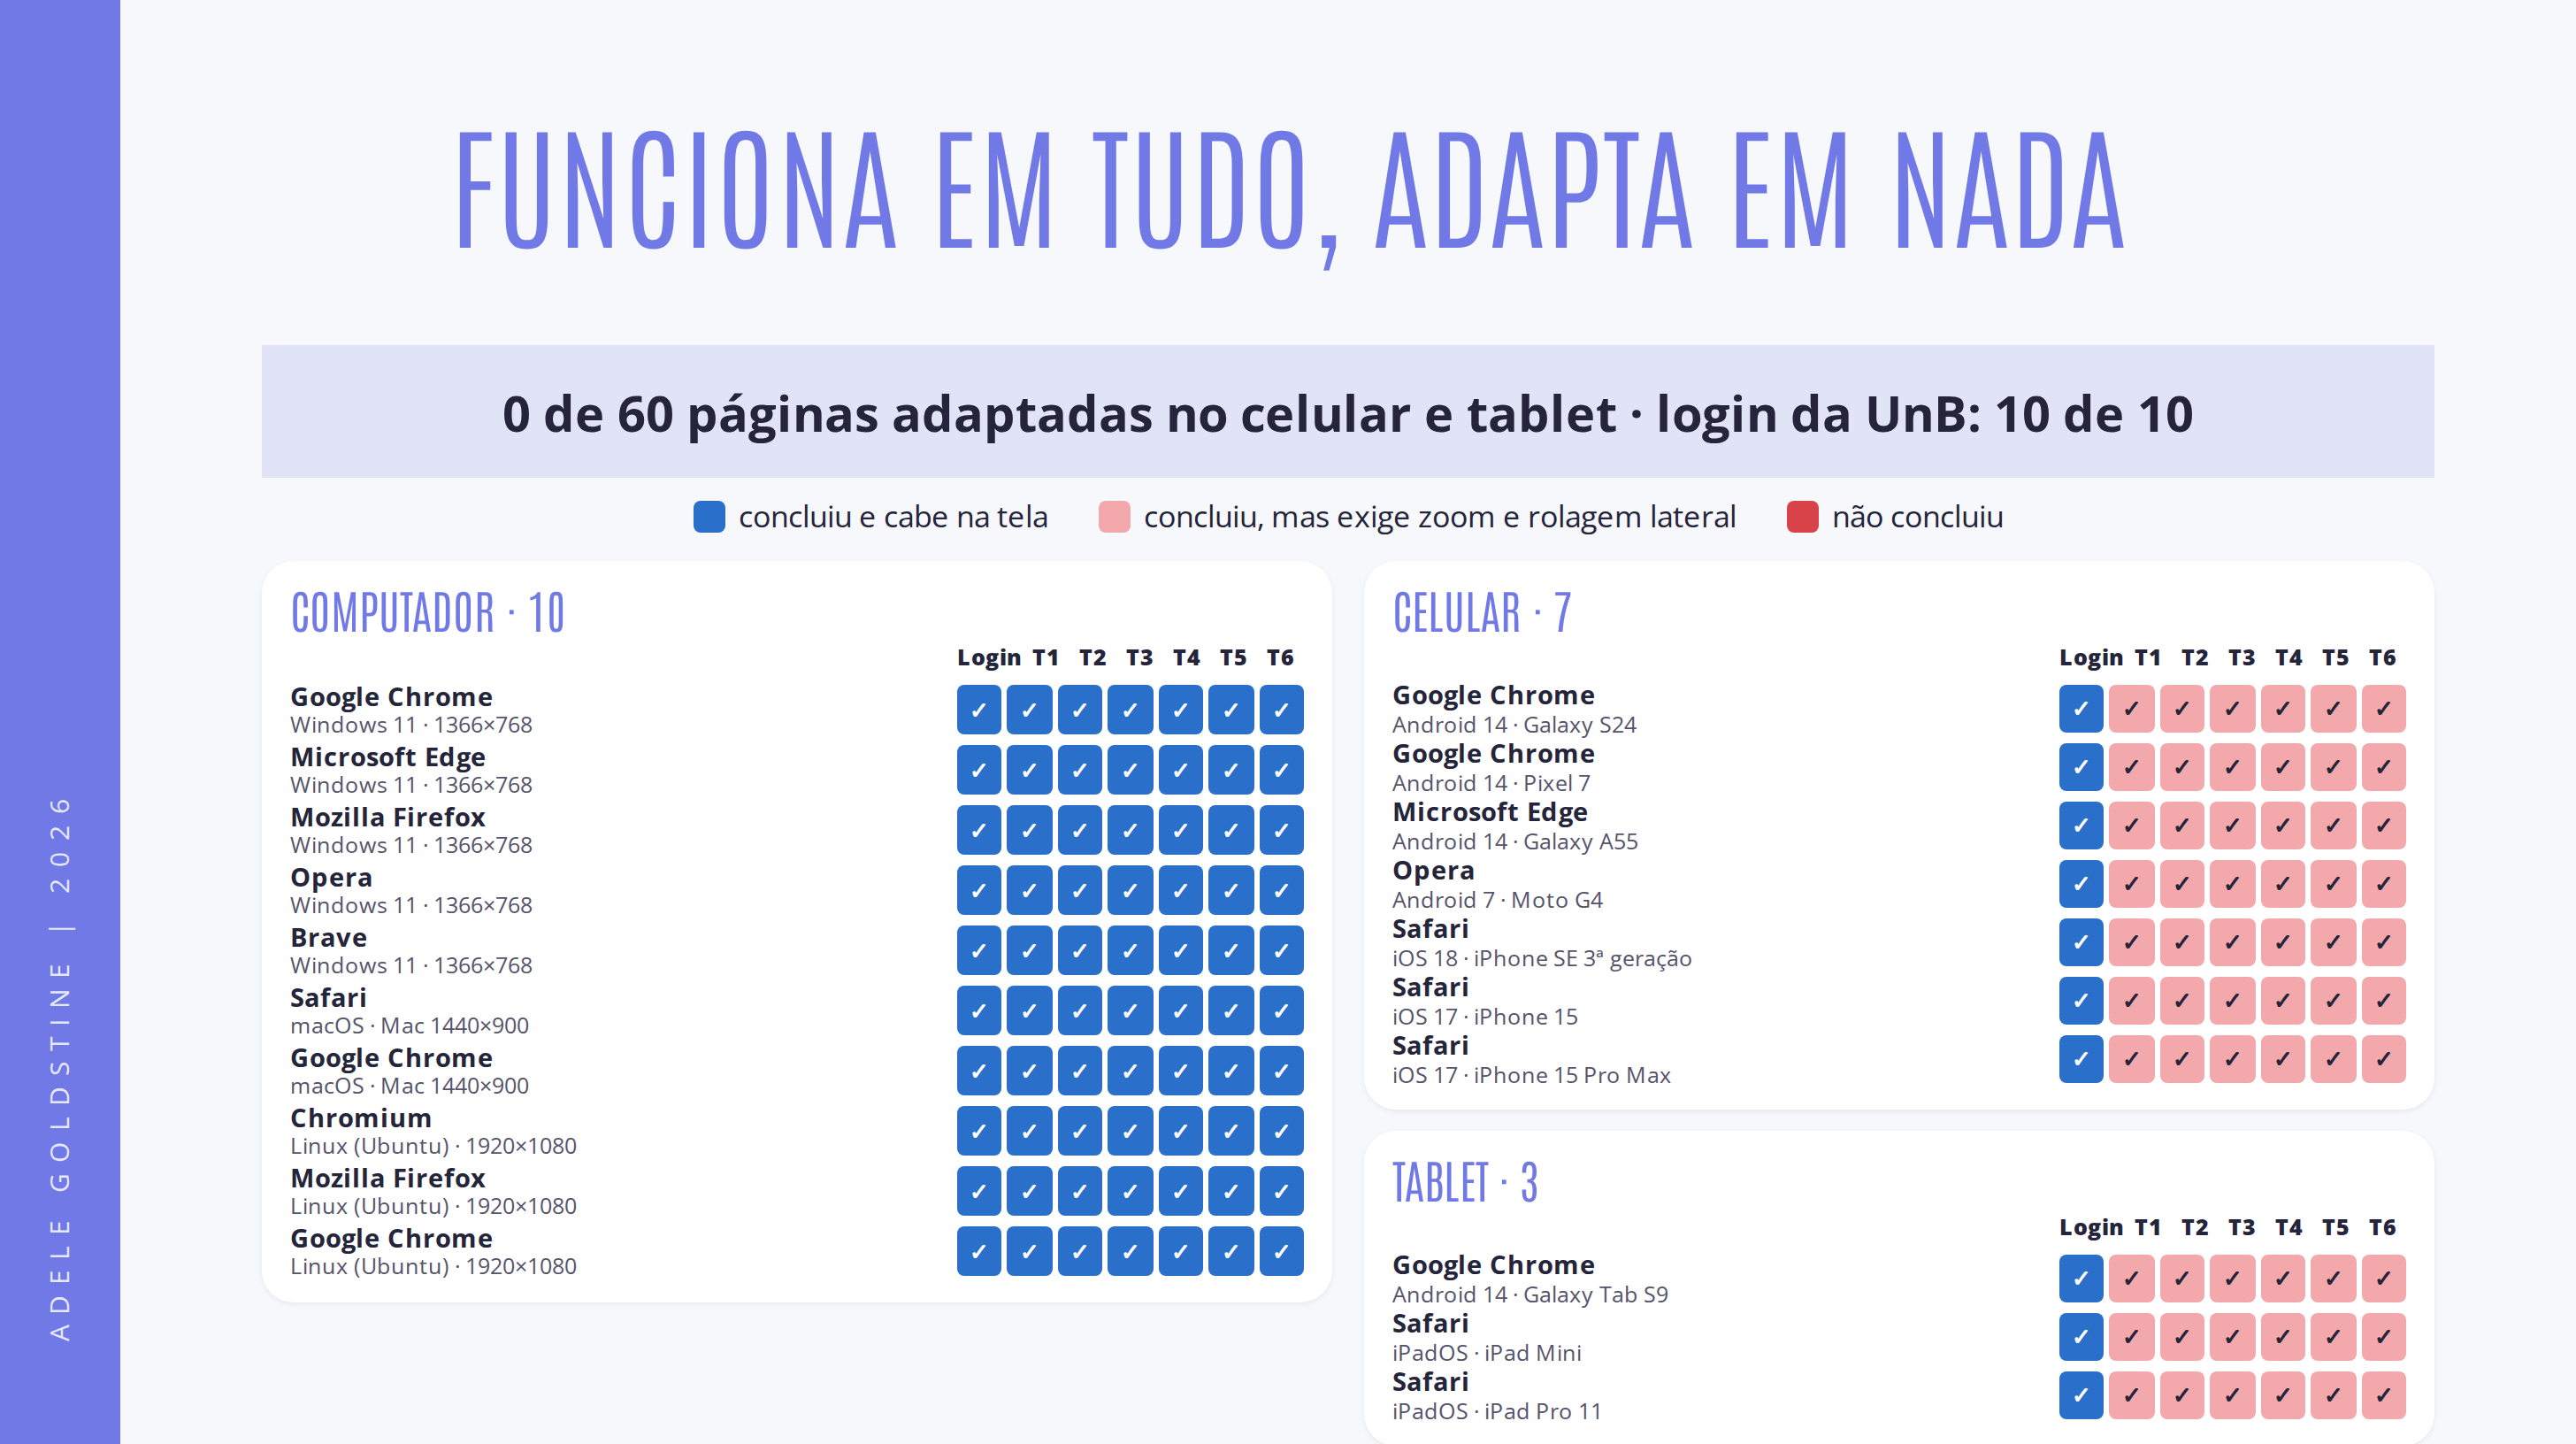 FUNCIONA EM TUDO, ADAPTA EM NADA
0 de 60 páginas adaptadas no celular e tablet · login da UnB: 10 de 10
concluiu e cabe na tela
concluiu, mas exige zoom e rolagem lateral
não concluiu
COMPUTADOR · 10
Login T1 T2 T3 T4 T5 T6
Google Chrome ✓ ✓ ✓ ✓ ✓ ✓ ✓
Windows 11 · 1366×768
Microsoft Edge ✓ ✓ ✓ ✓ ✓ ✓ ✓
Windows 11 · 1366×768
Mozilla Firefox ✓ ✓ ✓ ✓ ✓ ✓ ✓
Windows 11 · 1366×768
Opera ✓ ✓ ✓ ✓ ✓ ✓ ✓
Windows 11 · 1366×768
Brave ✓ ✓ ✓ ✓ ✓ ✓ ✓
Windows 11 · 1366×768
Safari ✓ ✓ ✓ ✓ ✓ ✓ ✓
macOS · Mac 1440×900
Google Chrome ✓ ✓ ✓ ✓ ✓ ✓ ✓
macOS · Mac 1440×900
Chromium ✓ ✓ ✓ ✓ ✓ ✓ ✓
Linux (Ubuntu) · 1920×1080
Mozilla Firefox ✓ ✓ ✓ ✓ ✓ ✓ ✓
Linux (Ubuntu) · 1920×1080
Google Chrome ✓ ✓ ✓ ✓ ✓ ✓ ✓
Linux (Ubuntu) · 1920×1080
CELULAR · 7
Login T1 T2 T3 T4 T5 T6
Google Chrome ✓ ✓ ✓ ✓ ✓ ✓ ✓
Android 14 · Galaxy S24
Google Chrome ✓ ✓ ✓ ✓ ✓ ✓ ✓
Android 14 · Pixel 7
Microsoft Edge ✓ ✓ ✓ ✓ ✓ ✓ ✓
Android 14 · Galaxy A55
Opera ✓ ✓ ✓ ✓ ✓ ✓ ✓
Android 7 · Moto G4
Safari ✓ ✓ ✓ ✓ ✓ ✓ ✓
iOS 18 · iPhone SE 3ª geração
Safari ✓ ✓ ✓ ✓ ✓ ✓ ✓
iOS 17 · iPhone 15
Safari ✓ ✓ ✓ ✓ ✓ ✓ ✓
iOS 17 · iPhone 15 Pro Max
TABLET · 3
Login T1 T2 T3 T4 T5 T6
Google Chrome ✓ ✓ ✓ ✓ ✓ ✓ ✓
Android 14 · Galaxy Tab S9
Safari ✓ ✓ ✓ ✓ ✓ ✓ ✓
iPadOS · iPad Mini
Safari ✓ ✓ ✓ ✓ ✓ ✓ ✓
iPadOS · iPad Pro 11
ADELE GOLDSTINE | 2026